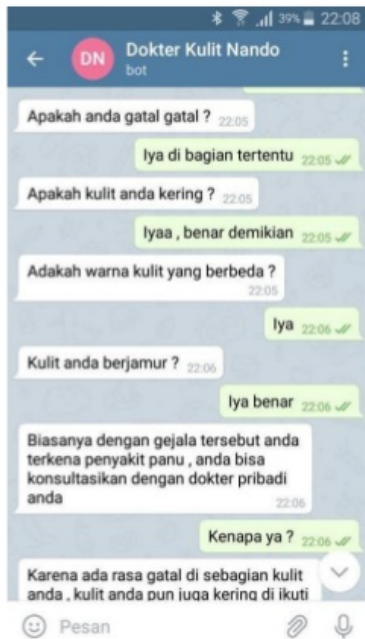 39% 22:08
DN
Dokter Kulit Nando
bot
Apakah anda gatal gatal ? 22:05
Iya di bagian tertentu 22:05
Apakah kulit anda kering ? 22:05
Iyaa , benar demikian 22:05
Adakah warna kulit yang berbeda ?
22:05
Iya 22:06
Kulit anda berjamur ? 22:06
Iya benar 22:06
Biasanya dengan gejala tersebut anda
terkena penyakit panu , anda bisa
konsultasikan dengan dokter pribadi
anda 22:06
Kenapa ya ? 22:06
Karena ada rasa gatal di sebagian kulit
anda , kulit anda pun juga kering di ikuti
Pesan